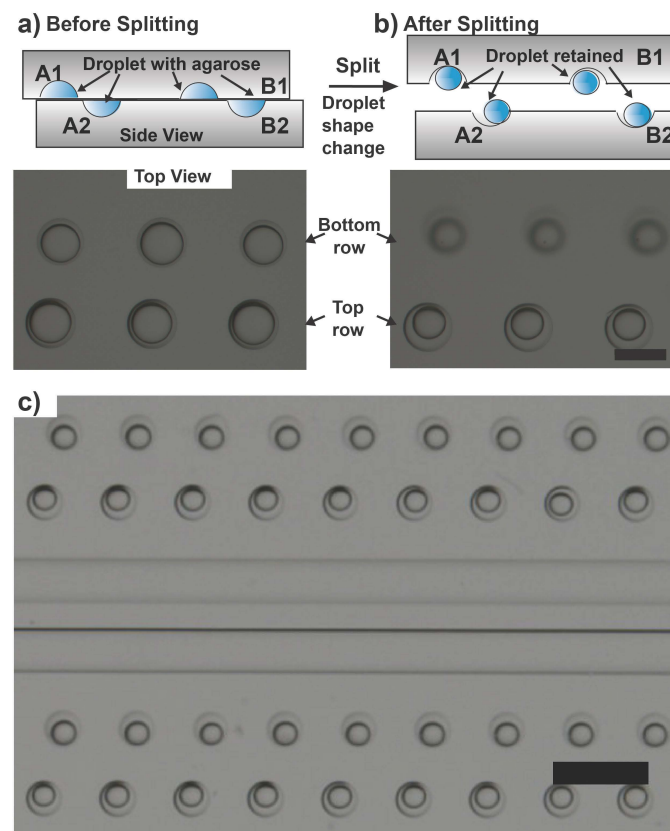 a) Before Splitting
A1
Droplet with agarose
B1
A2
Side View
B2
Split
Droplet
shape
change
b) After Splitting
A1
Droplet retained
B1
A2
B2
Top View
Bottom
row
Top
row
c)